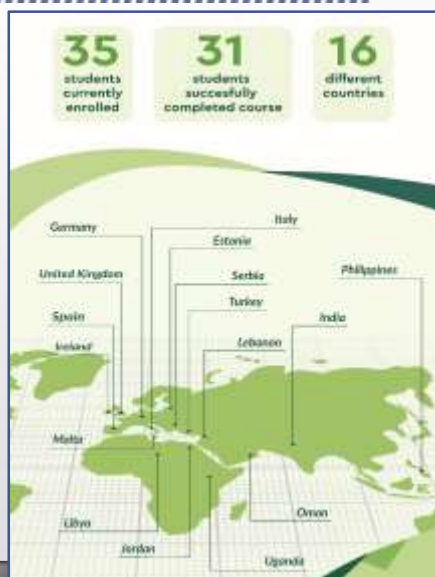 35
students
currently
enrolled
31
students
succesfully
completed course
16
different
countries
Italy
Germany
Estonie
United Kingdom
Serbia
Philippines
Turkey
Spain
India
Ireland
Lebanon
Malta
Oman
Libya
Jordan
Uganda